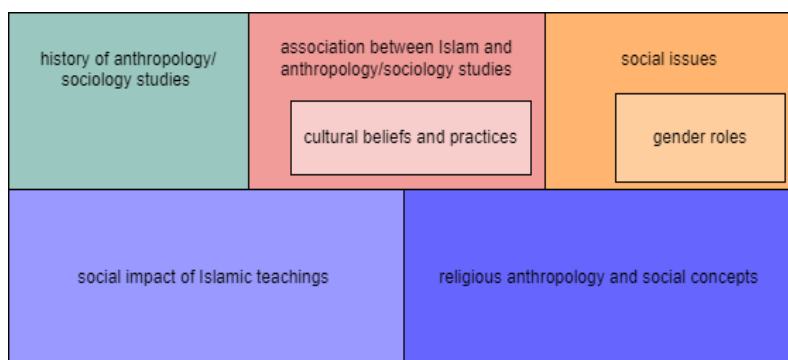 history of anthropology/
sociology studies
association between Islam and
anthropology/sociology studies
cultural beliefs and practices
social issues
gender roles
social impact of Islamic teachings
religious anthropology and social concepts